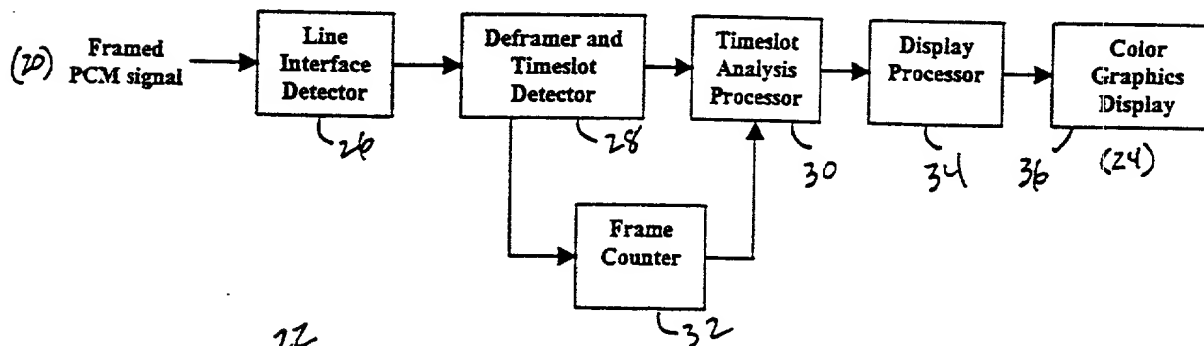 (20) Framed
PCM signal
Line
Interface
Detector
26
Deframer and
Timeslot
Detector
28
Timeslot
Analysis
Processor
30
Display
Processor
34
Color
Graphics
Display
36 (24)
Frame
Counter
32
22